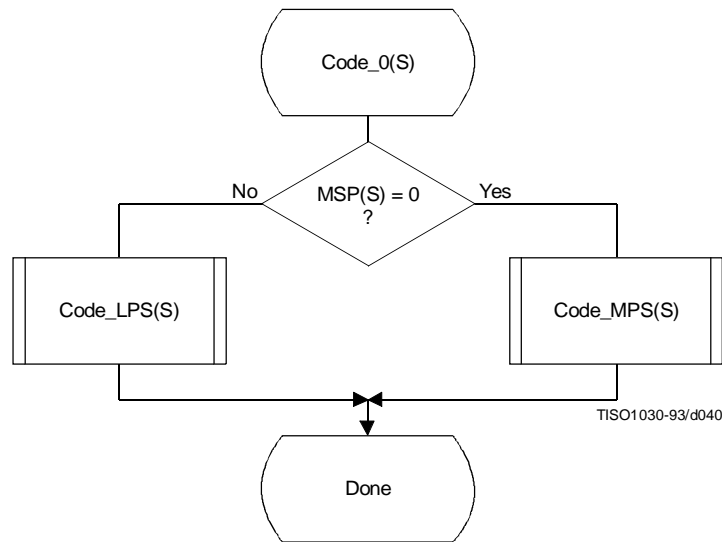 Code_0(S)
No
MSP(S) = 0
?
Yes
Code_LPS(S)
Code_MPS(S)
TISO1030-93/d040
Done